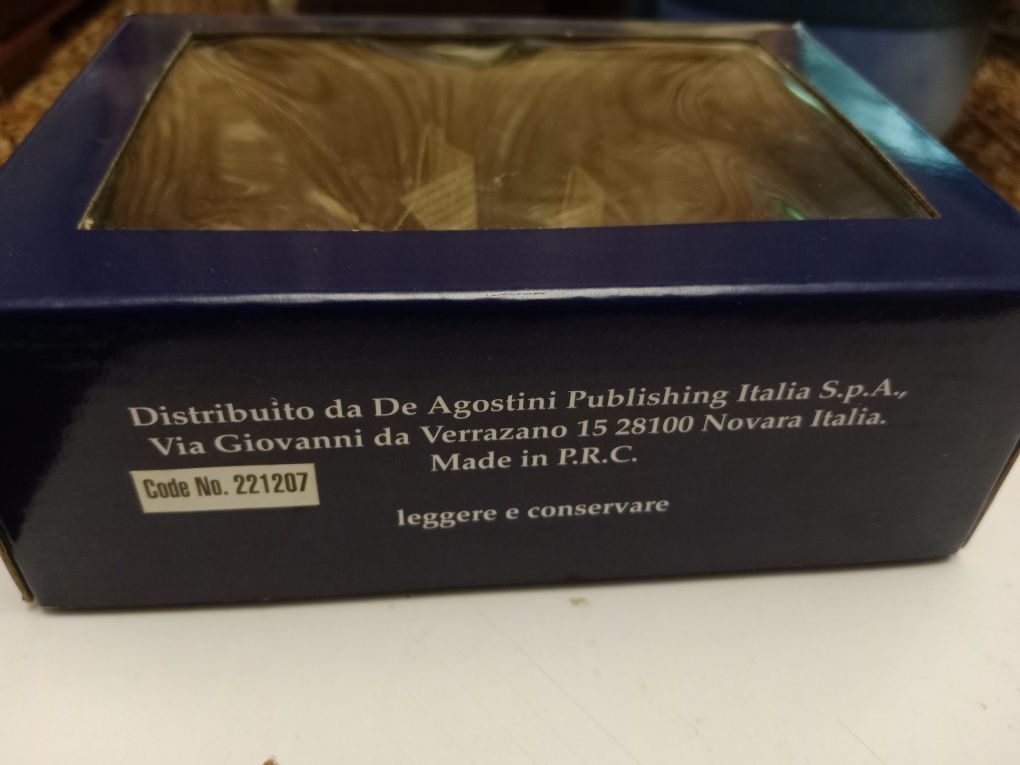 Distribuito da De Agostini Publishing Italia S.p.A.,
Via Giovanni da Verrazano 15 28100 Novara Italia.
Made in P.R.C.
Code No. 221207
leggere e conservare